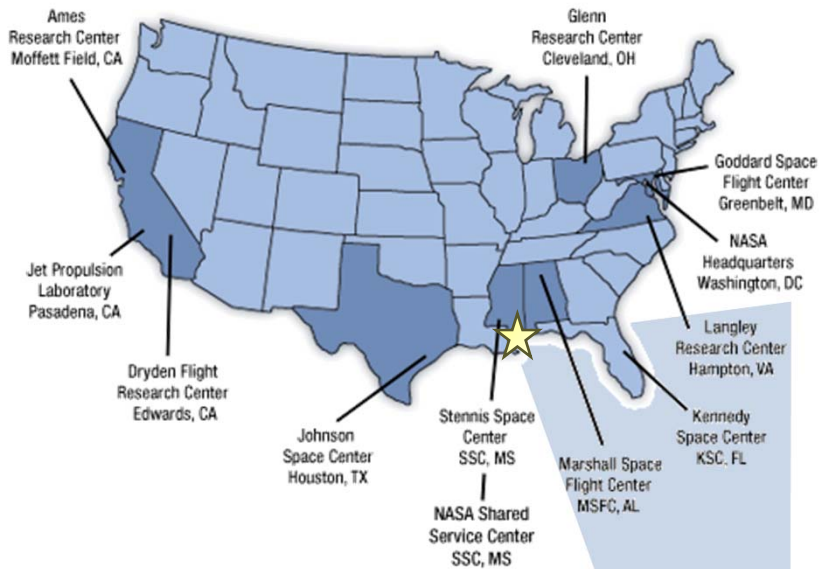 Ames
Research Center
Moffett Field, CA
Glenn
Research Center
Cleveland, OH
Goddard Space
Flight Center
Greenbelt, MD
NASA
Headquarters
Washington, DC
Jet Propulsion
Laboratory
Pasadena, CA
Langley
Research Center
Hampton, VA
Dryden Flight
Research Center
Edwards, CA
Johnson
Space Center
Houston, TX
Stennis Space
Center
SSC, MS
Kennedy
Space Center
KSC, FL
Marshall Space
Flight Center
MSFC, AL
NASA Shared
Service Center
SSC, MS